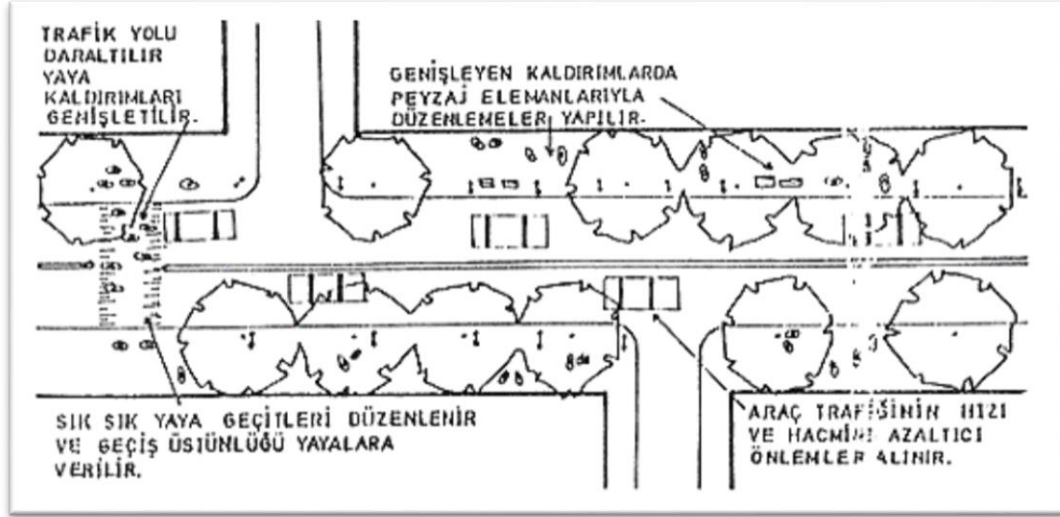 TRAFİK YOLU
DARALTILIR
YAYA
KALDIRIMLARI
GENİŞLETİLİR.
GENİŞLEYEN KALDIRIMLARDA
PEYZAJ ELEMANLARIYLA
DÜZENLEMELER YAPILIR.
SIK SIK YAYA GEÇİTLERİ DÜZENLENİR
VE GEÇİŞ ÜSTÜNLÜĞÜ YAYALARA
VERİLİR.
ARAÇ TRAFİĞİNİN HIZI
VE HACMİNİ AZALTICI
ÖNLEMLER ALINIR.